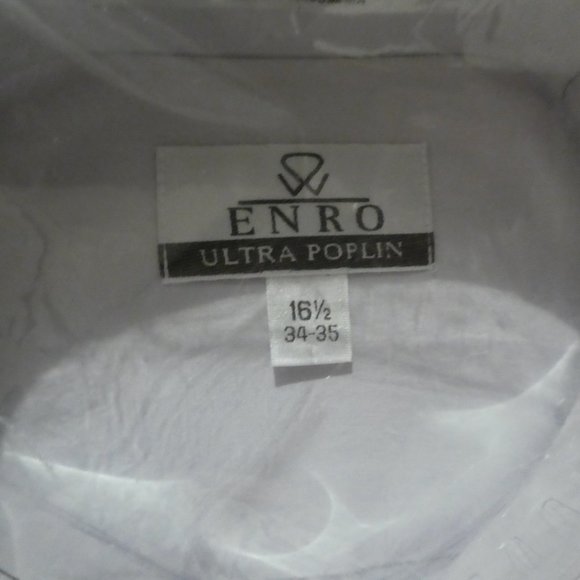 ENRO
ULTRA POPLIN
16½
34-35